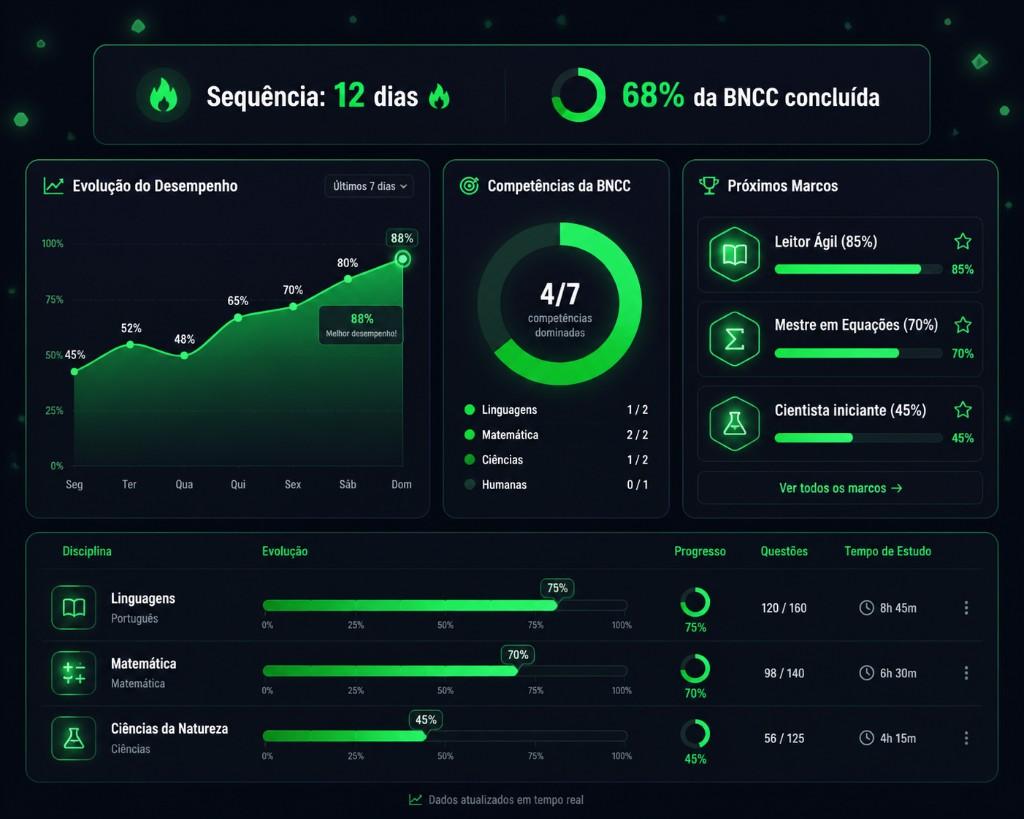 Sequência: 12 dias
68% da BNCC concluída
Evolução do Desempenho
Últimos 7 dias
100%
75%
50%
25%
0%
45%
52%
48%
65%
70%
80%
88%
88%
Melhor desempenho!
Seg
Ter
Qua
Qui
Sex
Sáb
Dom
Competências da BNCC
4/7
competências
dominadas
Linguagens 1 / 2
Matemática 2 / 2
Ciências 1 / 2
Humanas 0 / 1
Próximos Marcos
Leitor Ágil (85%)
85%
Mestre em Equações (70%)
70%
Cientista iniciante (45%)
45%
Ver todos os marcos →
Disciplina Evolução Progresso Questões Tempo de Estudo
Linguagens
Português
75%
0% 25% 50% 75% 100%
75%
120 / 160
8h 45m
Matemática
Matemática
70%
0% 25% 50% 75% 100%
70%
98 / 140
6h 30m
Ciências da Natureza
Ciências
45%
0% 25% 50% 75% 100%
45%
56 / 125
4h 15m
Dados atualizados em tempo real